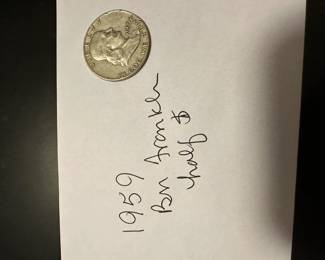 1959
Ben Franklin
half $